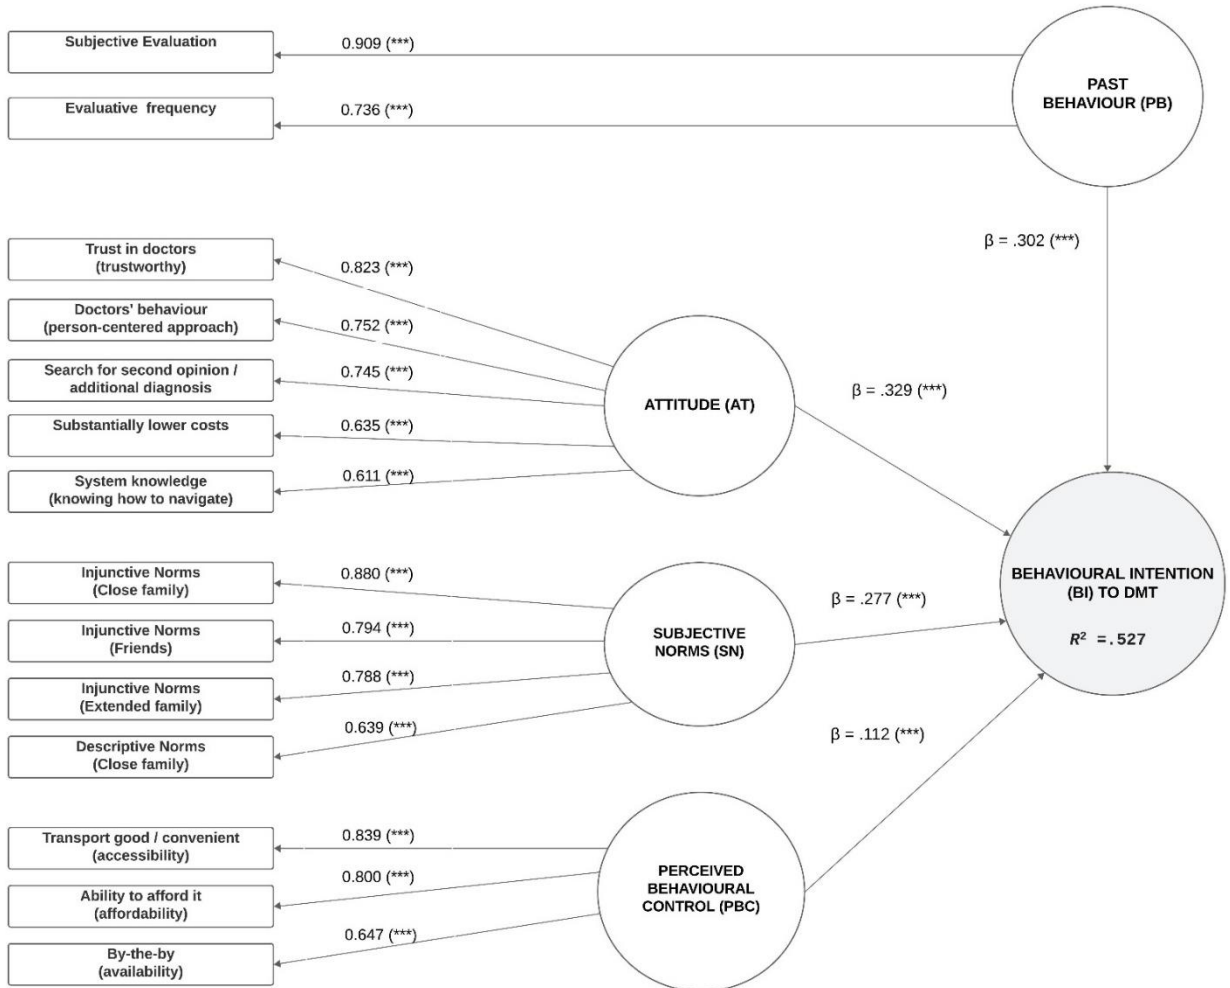 Subjective Evaluation
0.909 (***)
Evaluative frequency
0.736 (***)
PAST
BEHAVIOUR (PB)
β = .302 (***)
Trust in doctors
(trustworthy)
0.823 (***)
Doctors' behaviour
(person-centered approach)
0.752 (***)
Search for second opinion /
additional diagnosis
0.745 (***)
Substantially lower costs
0.635 (***)
System knowledge
(knowing how to navigate)
0.611 (***)
ATTITUDE (AT)
β = .329 (***)
Injunctive Norms
(Close family)
0.880 (***)
Injunctive Norms
(Friends)
0.794 (***)
Injunctive Norms
(Extended family)
0.788 (***)
Descriptive Norms
(Close family)
0.639 (***)
SUBJECTIVE
NORMS (SN)
β = .277 (***)
BEHAVIOURAL INTENTION
(BI) TO DMT
R² =.527
Transport good / convenient
(accessibility)
0.839 (***)
Ability to afford it
(affordability)
0.800 (***)
By-the-by
(availability)
0.647 (***)
PERCEIVED
BEHAVIOURAL
CONTROL (PBC)
β = .112 (***)